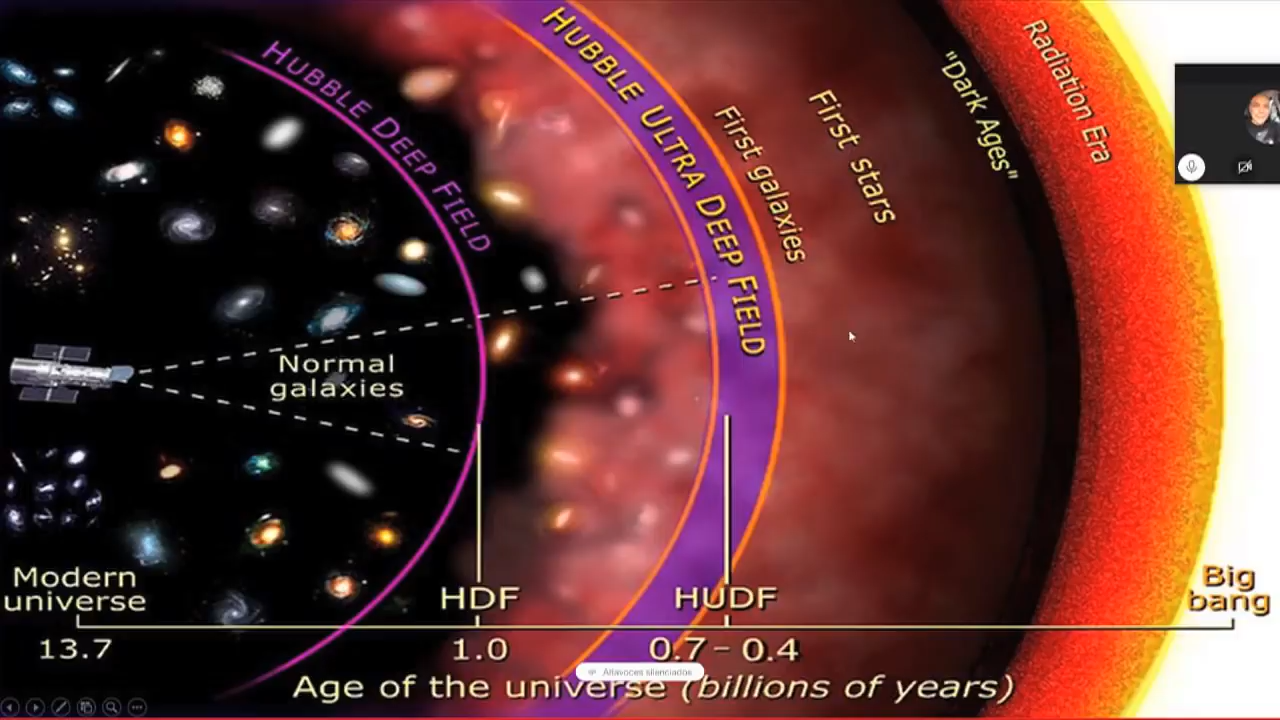 HUBBLE DEEP FIELD
HUBBLE ULTRA DEEP FIELD
First galaxies
First stars
"Dark Ages"
Radiation Era
Normal
galaxies
Modern
universe
HDF
HUDF
Big
bang
13.7
1.0
0.7 – 0.4
Altavoces silenciados
Age of the universe (billions of years)